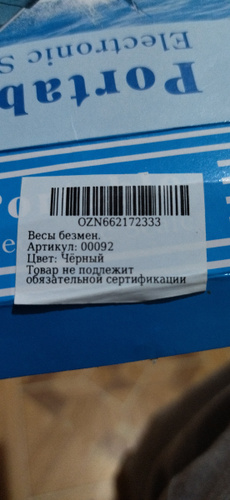 Portab
Electronic S
OZN662172333
Весы безмен.
Артикул: 00092
Цвет: Чёрный
Товар не подлежит
обязательной сертификации